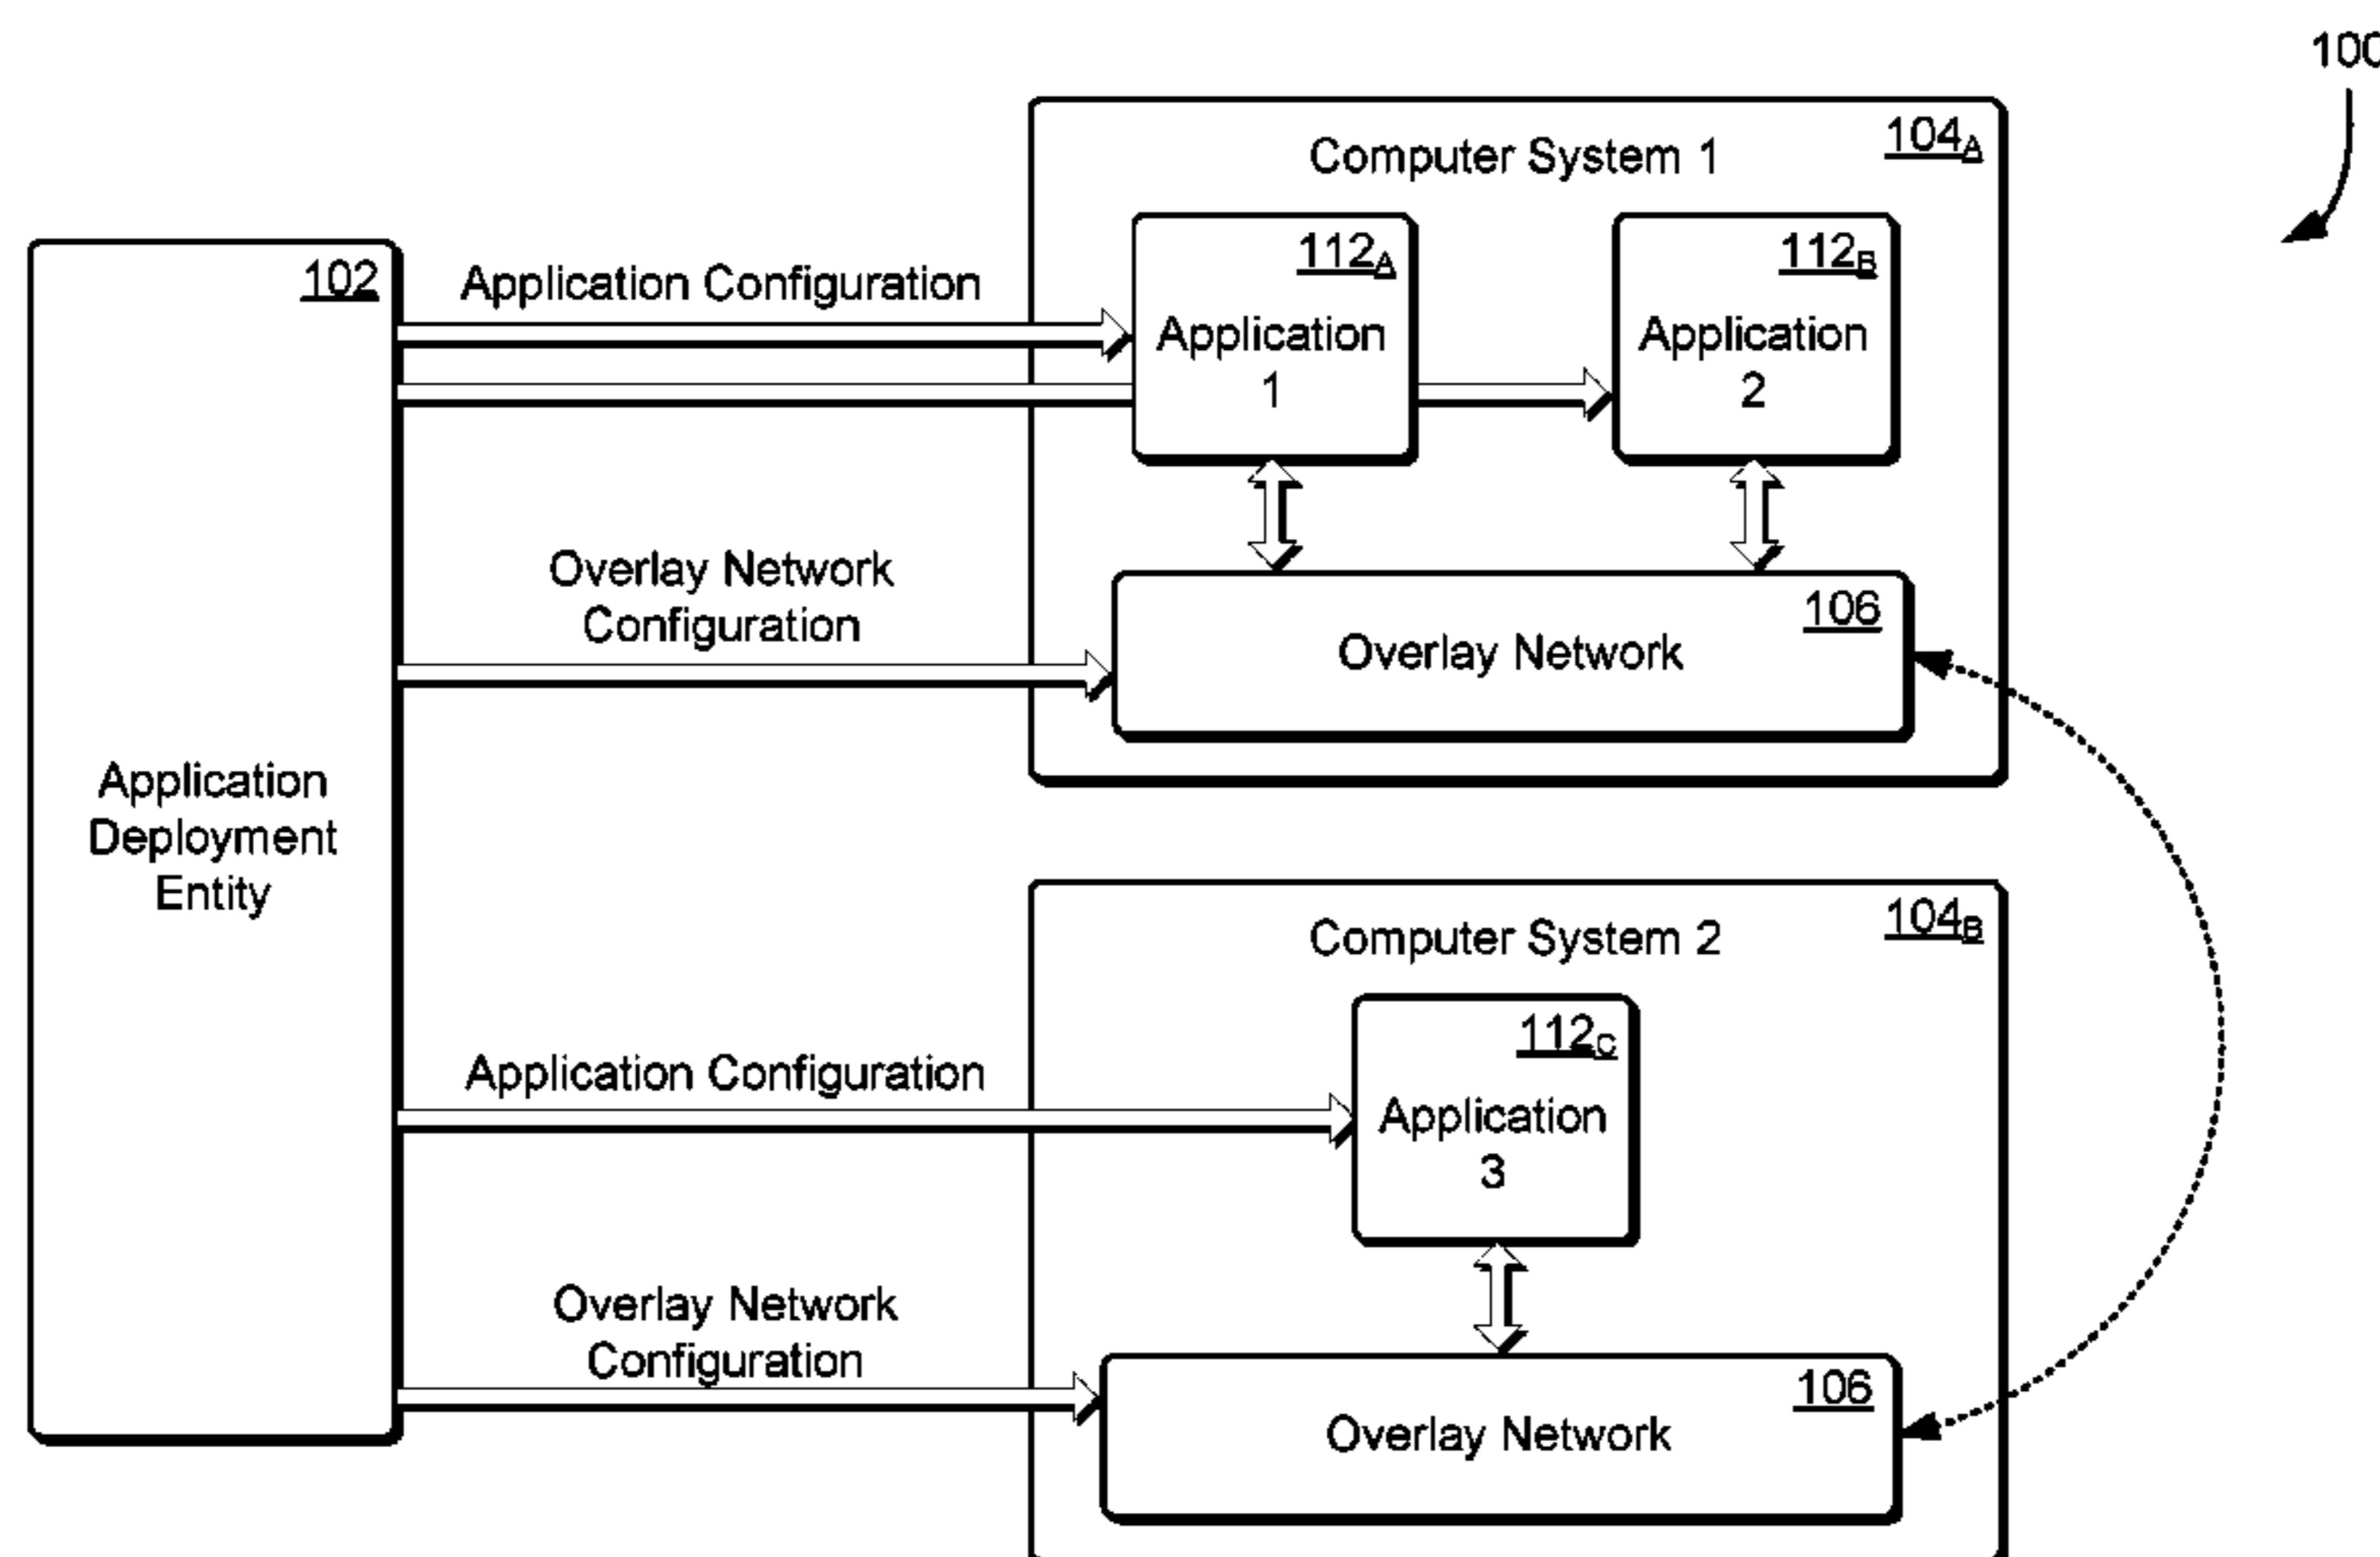 100
Computer System 1
104A
102
Application Configuration
112A
Application
1
112B
Application
2
Overlay Network
Configuration
106
Overlay Network
Application
Deployment
Entity
Computer System 2
104B
Application Configuration
112C
Application
3
Overlay Network
Configuration
106
Overlay Network